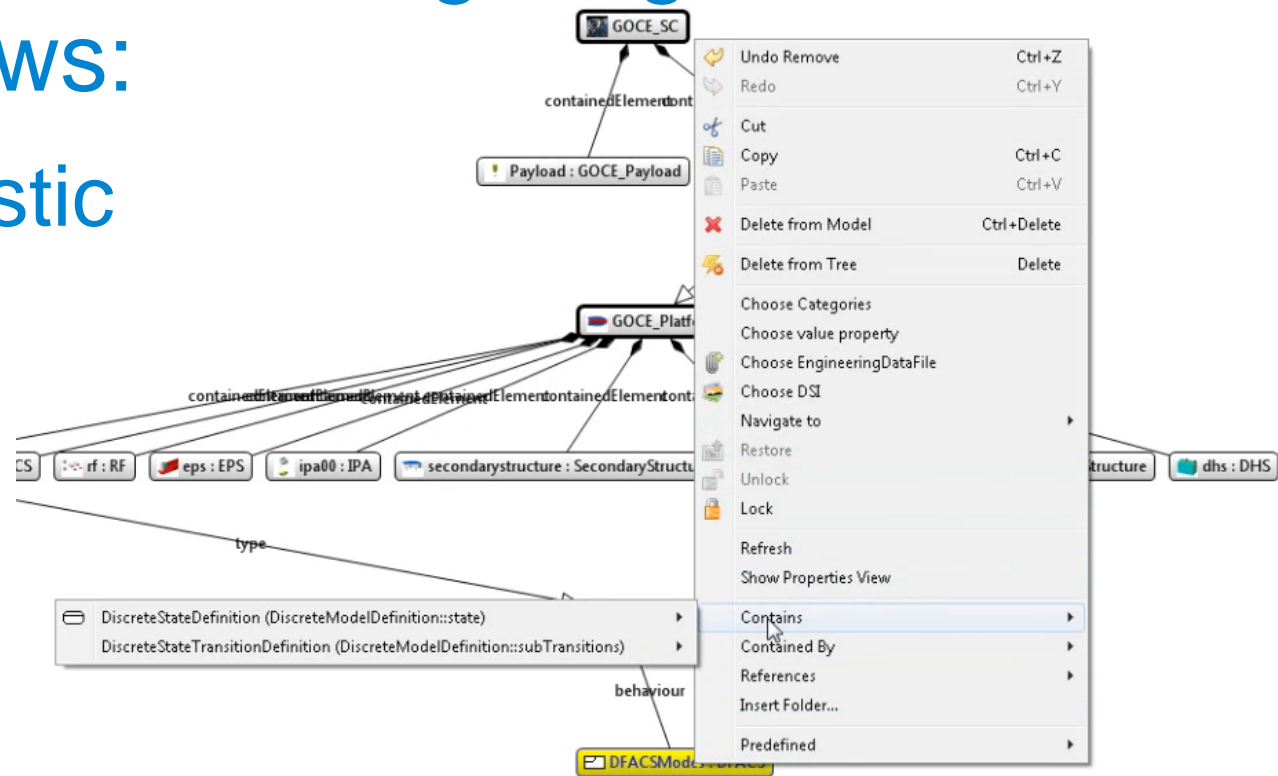 ws:
stic
GOCE_SC
containedElement
Payload : GOCE_Payload
GOCE_Platf
containedElement
rf : RF
eps : EPS
ipa00 : IPA
secondarystructure : SecondaryStructu
tructure
dhs : DHS
type
behaviour
Undo Remove Ctrl+Z
Redo Ctrl+Y
Cut
Copy Ctrl+C
Paste Ctrl+V
Delete from Model Ctrl+Delete
Delete from Tree Delete
Choose Categories
Choose value property
Choose EngineeringDataFile
Choose DSI
Navigate to
Restore
Unlock
Lock
Refresh
Show Properties View
Contains
Contained By
References
Insert Folder...
Predefined
DiscreteStateDefinition (DiscreteModelDefinition::state)
DiscreteStateTransitionDefinition (DiscreteModelDefinition::subTransitions)
DFACSModes : DFACS